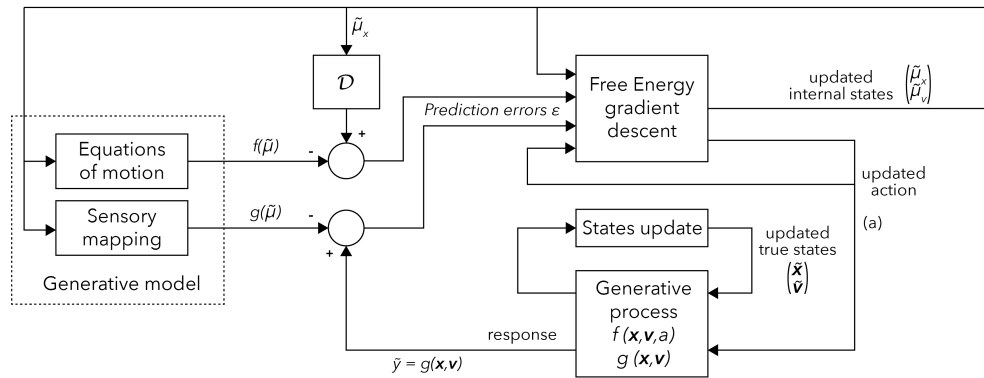 μ̃ₓ
𝒟
+
Prediction errors ε
Free Energy
gradient
descent
updated
internal states
(μ̃ₓ
μ̃ᵥ)
Equations
of motion
f(μ̃)
-
Sensory
mapping
g(μ̃)
-
+
Generative model
updated
action
(a)
States update
updated
true states
(x̃
ṽ)
Generative
process
f (x,v,a)
g (x,v)
response
ỹ = g(x,v)